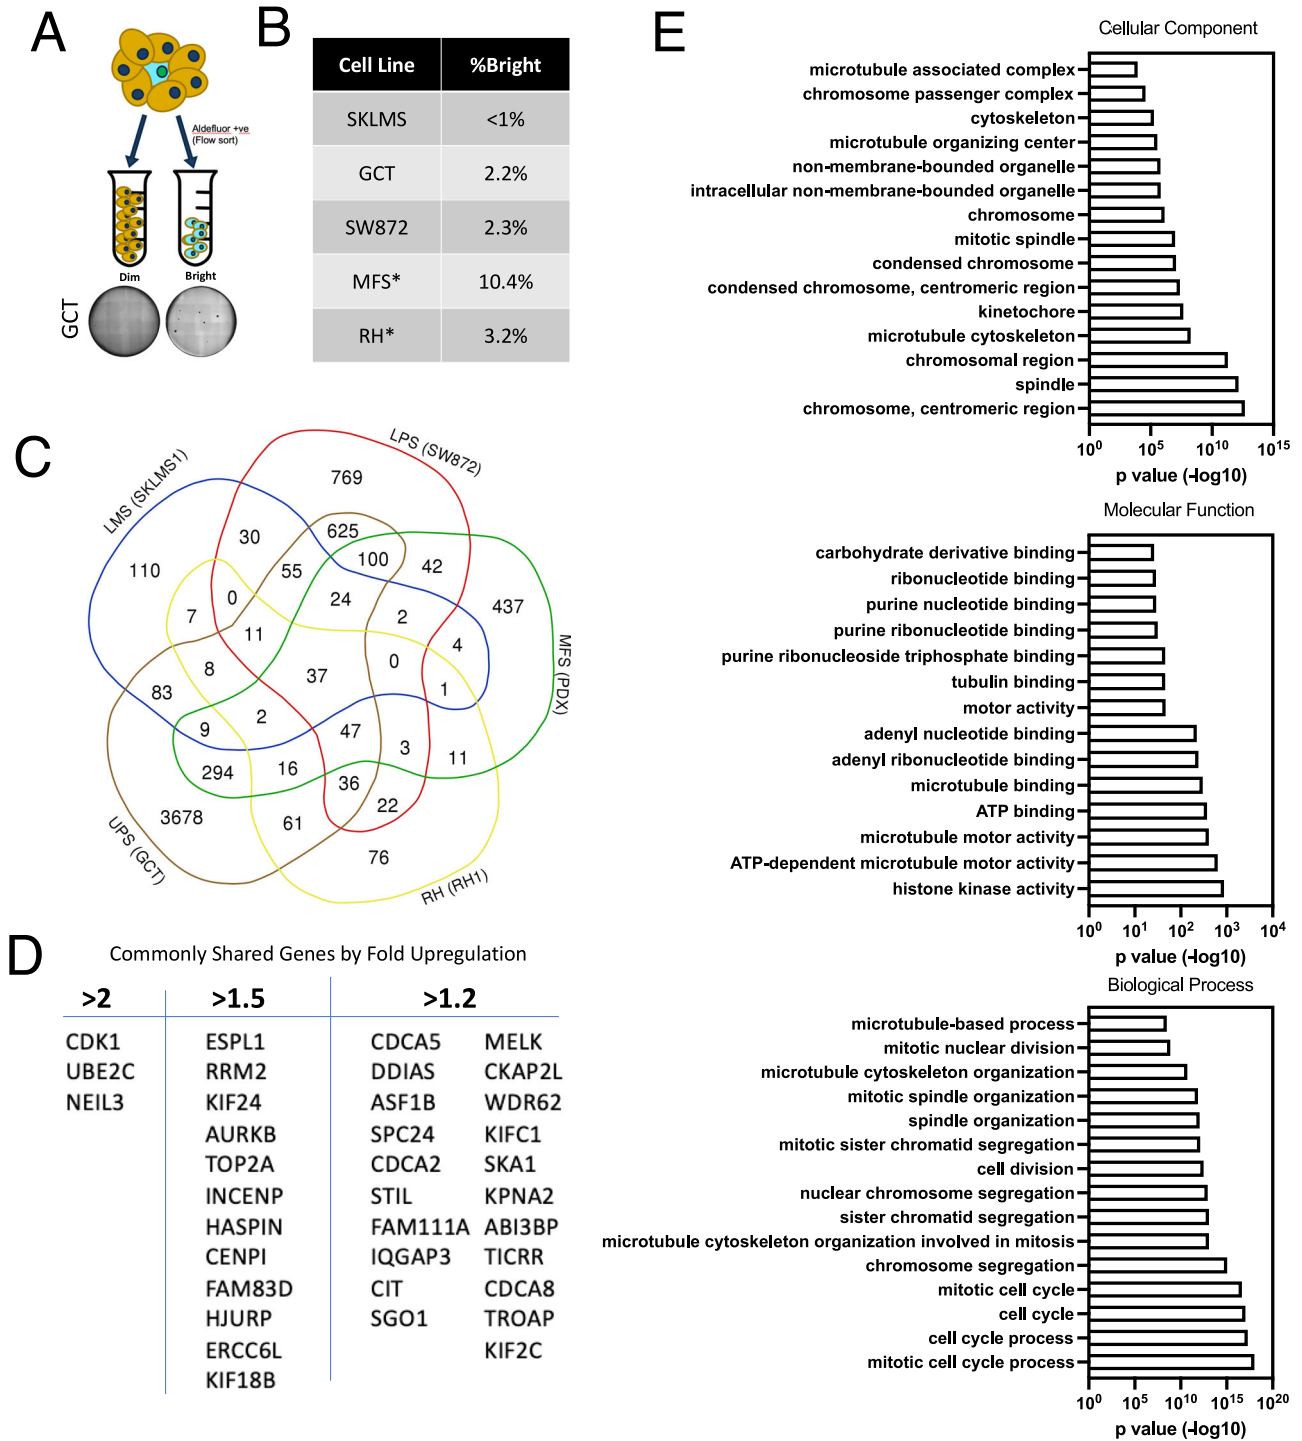 A
Aldefluor +ve
(Flow sort)
Dim
Bright
GCT
B
Cell Line %Bright
SKLMS <1%
GCT 2.2%
SW872 2.3%
MFS* 10.4%
RH* 3.2%
C
LMS (SKLMS1)
LPS (SW872)
MFS (PDX)
UPS (GCT)
RH (RH1)
769
30
625
110
55
100
42
0
24
437
7
2
11
4
8
37
0
83
1
2
9
47
3
11
294
16
36
22
3678
61
76
D
Commonly Shared Genes by Fold Upregulation
>2 >1.5 >1.2
CDK1 ESPL1 CDCA5 MELK
UBE2C RRM2 DDIAS CKAP2L
NEIL3 KIF24 ASF1B WDR62
AURKB SPC24 KIFC1
TOP2A CDCA2 SKA1
INCENP STIL KPNA2
HASPIN FAM111A ABI3BP
CENPI IQGAP3 TICRR
FAM83D CIT CDCA8
HJURP SGO1 TROAP
ERCC6L KIF2C
KIF18B
E
Cellular Component
microtubule associated complex
chromosome passenger complex
cytoskeleton
microtubule organizing center
non-membrane-bounded organelle
intracellular non-membrane-bounded organelle
chromosome
mitotic spindle
condensed chromosome
condensed chromosome, centromeric region
kinetochore
microtubule cytoskeleton
chromosomal region
spindle
chromosome, centromeric region
10⁰ 10⁵ 10¹⁰ 10¹⁵
p value (-log10)
Molecular Function
carbohydrate derivative binding
ribonucleotide binding
purine nucleotide binding
purine ribonucleotide binding
purine ribonucleoside triphosphate binding
tubulin binding
motor activity
adenyl nucleotide binding
adenyl ribonucleotide binding
microtubule binding
ATP binding
microtubule motor activity
ATP-dependent microtubule motor activity
histone kinase activity
10⁰ 10¹ 10² 10³ 10⁴
p value (-log10)
Biological Process
microtubule-based process
mitotic nuclear division
microtubule cytoskeleton organization
mitotic spindle organization
spindle organization
mitotic sister chromatid segregation
cell division
nuclear chromosome segregation
sister chromatid segregation
microtubule cytoskeleton organization involved in mitosis
chromosome segregation
mitotic cell cycle
cell cycle
cell cycle process
mitotic cell cycle process
10⁰ 10⁵ 10¹⁰ 10¹⁵ 10²⁰
p value (-log10)